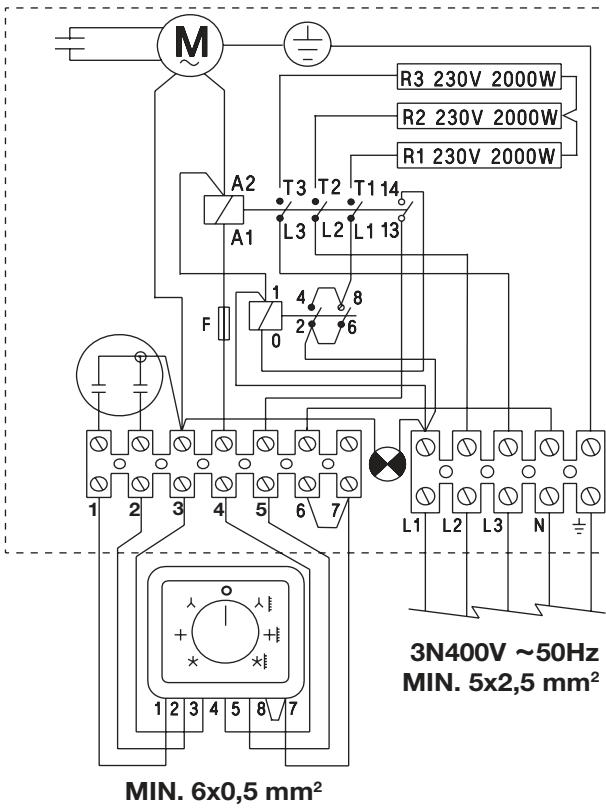 M
~
R3 230V 2000W
R2 230V 2000W
R1 230V 2000W
A2 T3 T2 T1 14
A1 L3 L2 L1 13
1 4 8
F
0 2 6
1 2 3 4 5 6 7
L1 L2 L3 N
1 2 3 4 5 8 7
3N400V ~50Hz
MIN. 5x2,5 mm²
MIN. 6x0,5 mm²